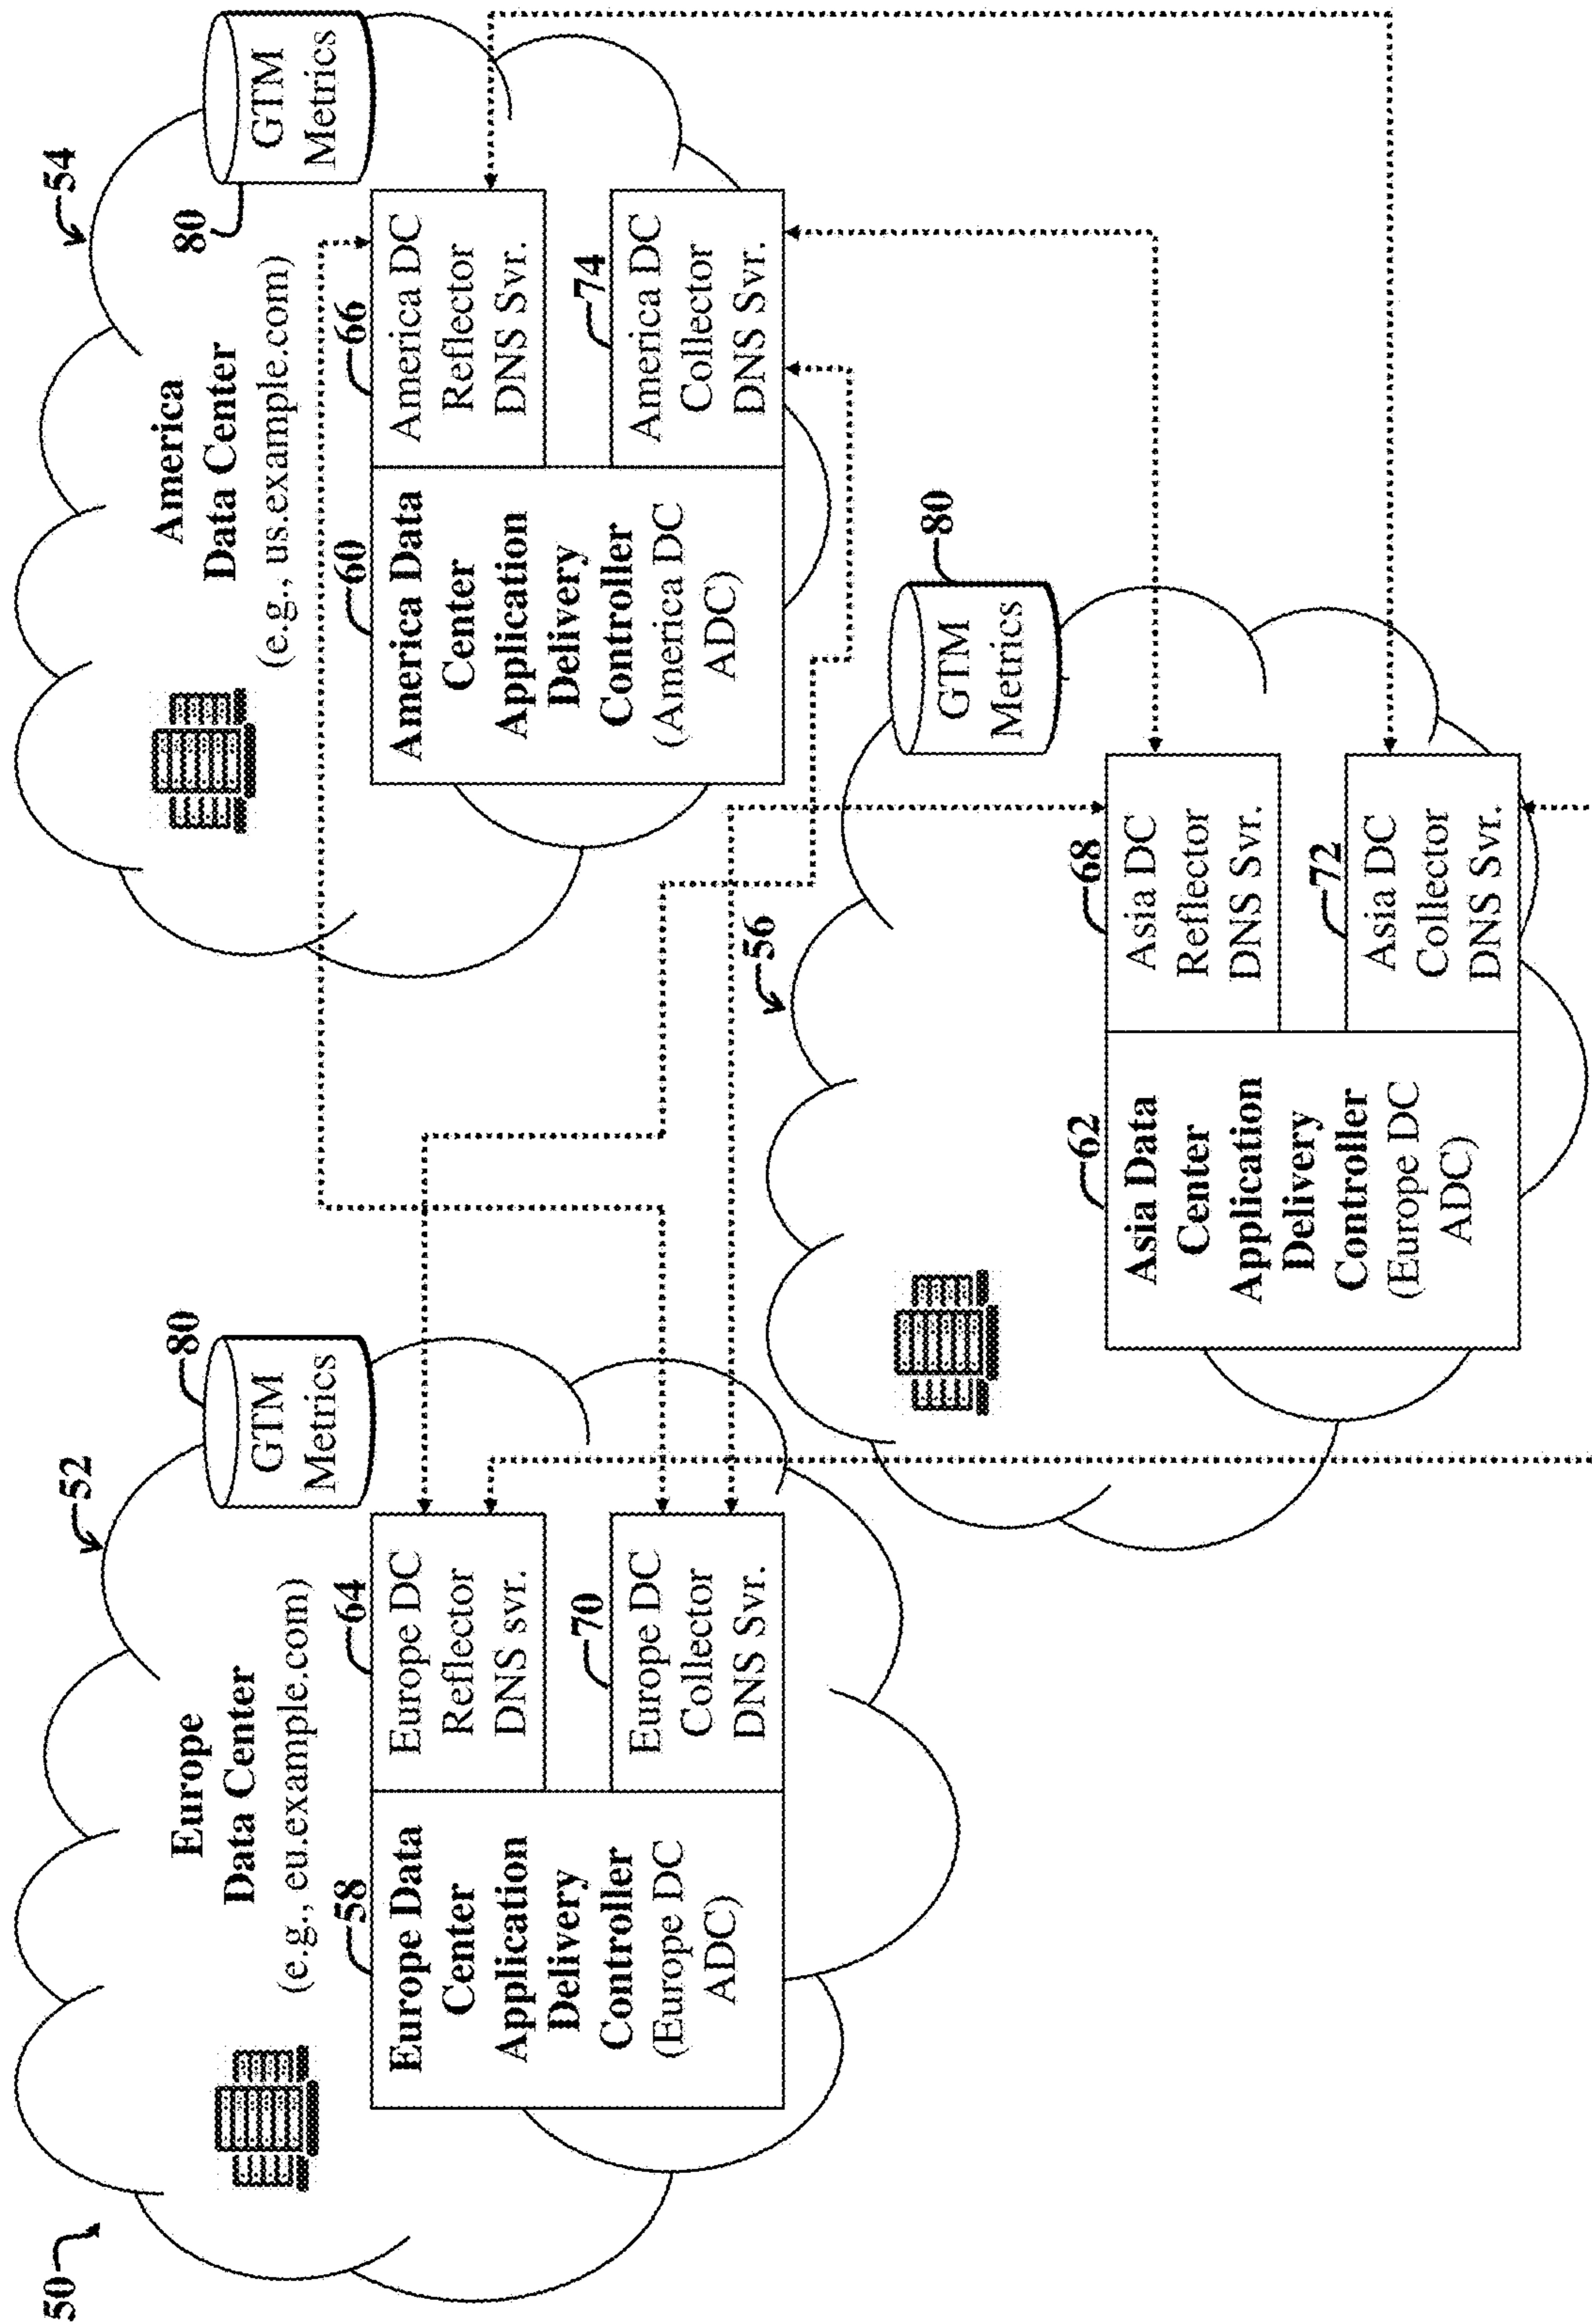 50
52
Europe
Data Center
(e.g., eu.example.com)
80
GTM
Metrics
58
Europe Data
Center
Application
Delivery
Controller
(Europe DC
ADC)
64
Europe DC
Reflector
DNS svr.
70
Europe DC
Collector
DNS Svr.
54
America
Data Center
(e.g., us.example.com)
80
GTM
Metrics
60
America Data
Center
Application
Delivery
Controller
(America DC
ADC)
66
America DC
Reflector
DNS Svr.
74
America DC
Collector
DNS Svr.
56
80
GTM
Metrics
62
Asia Data
Center
Application
Delivery
Controller
(Europe DC
ADC)
68
Asia DC
Reflector
DNS Svr.
72
Asia DC
Collector
DNS Svr.